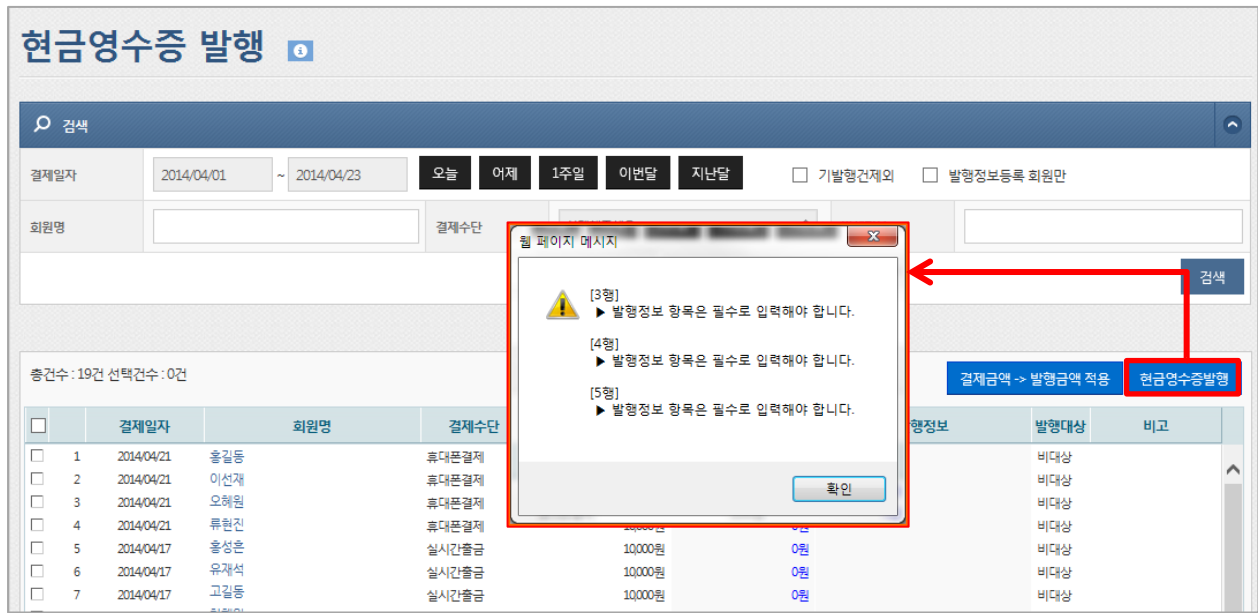 현금영수증 발행
검색
결제일자 2014/04/01 ~ 2014/04/23 오늘 어제 1주일 이번달 지난달 기발행건제외 발행정보등록 회원만
회원명 결제수단
검색
웹 페이지 메시지
[3행]
▶ 발행정보 항목은 필수로 입력해야 합니다.
[4행]
▶ 발행정보 항목은 필수로 입력해야 합니다.
[5행]
▶ 발행정보 항목은 필수로 입력해야 합니다.
확인
총건수 : 19건 선택건수 : 0건 결제금액 -> 발행금액 적용 현금영수증발행
결제일자 회원명 결제수단 행정보 발행대상 비고
1 2014/04/21 홍길동 휴대폰결제 비대상
2 2014/04/21 이선재 휴대폰결제 비대상
3 2014/04/21 오혜원 휴대폰결제 비대상
4 2014/04/21 류현진 휴대폰결제 비대상
5 2014/04/17 홍성흔 실시간출금 10,000원 0원 비대상
6 2014/04/17 유재석 실시간출금 10,000원 0원 비대상
7 2014/04/17 고길동 실시간출금 10,000원 0원 비대상